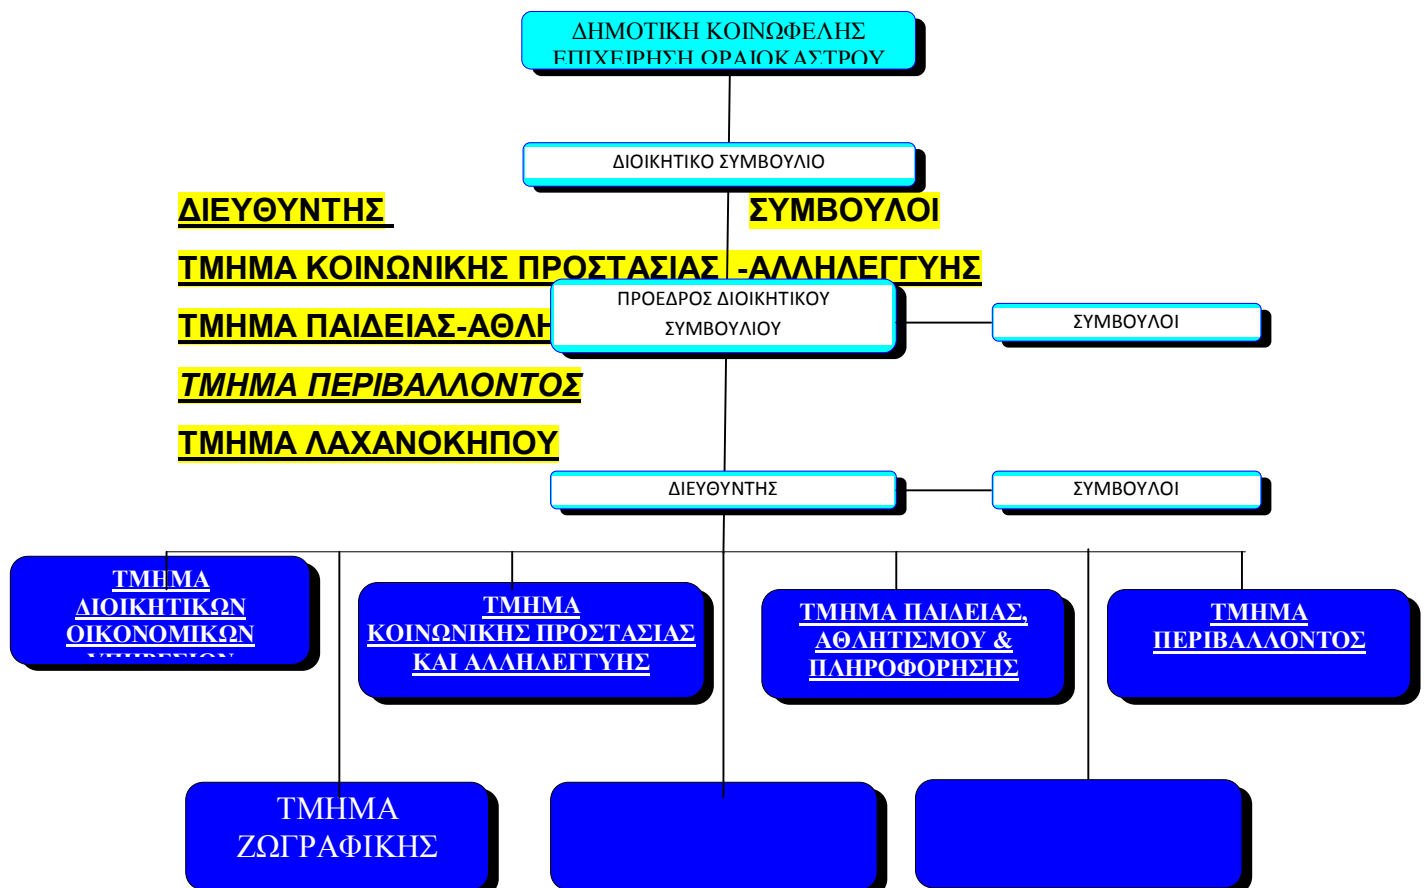 ΔΗΜΟΤΙΚΗ ΚΟΙΝΩΦΕΛΗΣ
ΕΠΙΧΕΙΡΗΣΗ ΩΡΑΙΟΚΑΣΤΡΟΥ
ΔΙΟΙΚΗΤΙΚΟ ΣΥΜΒΟΥΛΙΟ
ΔΙΕΥΘΥΝΤΗΣ ΣΥΜΒΟΥΛΟΙ
ΤΜΗΜΑ ΚΟΙΝΩΝΙΚΗΣ ΠΡΟΣΤΑΣΙΑΣ -ΑΛΛΗΛΕΓΓΥΗΣ
ΠΡΟΕΔΡΟΣ ΔΙΟΙΚΗΤΙΚΟΥ
ΣΥΜΒΟΥΛΙΟΥ
ΣΥΜΒΟΥΛΟΙ
ΤΜΗΜΑ ΠΑΙΔΕΙΑΣ-ΑΘΛΗ
ΤΜΗΜΑ ΠΕΡΙΒΑΛΛΟΝΤΟΣ
ΤΜΗΜΑ ΛΑΧΑΝΟΚΗΠΟΥ
ΔΙΕΥΘΥΝΤΗΣ
ΣΥΜΒΟΥΛΟΙ
ΤΜΗΜΑ
ΔΙΟΙΚΗΤΙΚΩΝ
ΟΙΚΟΝΟΜΙΚΩΝ
ΥΠΗΡΕΣΙΩΝ
ΤΜΗΜΑ
ΚΟΙΝΩΝΙΚΗΣ ΠΡΟΣΤΑΣΙΑΣ
ΚΑΙ ΑΛΛΗΛΕΓΓΥΗΣ
ΤΜΗΜΑ ΠΑΙΔΕΙΑΣ,
ΑΘΛΗΤΙΣΜΟΥ &
ΠΛΗΡΟΦΟΡΗΣΗΣ
ΤΜΗΜΑ
ΠΕΡΙΒΑΛΛΟΝΤΟΣ
ΤΜΗΜΑ
ΖΩΓΡΑΦΙΚΗΣ